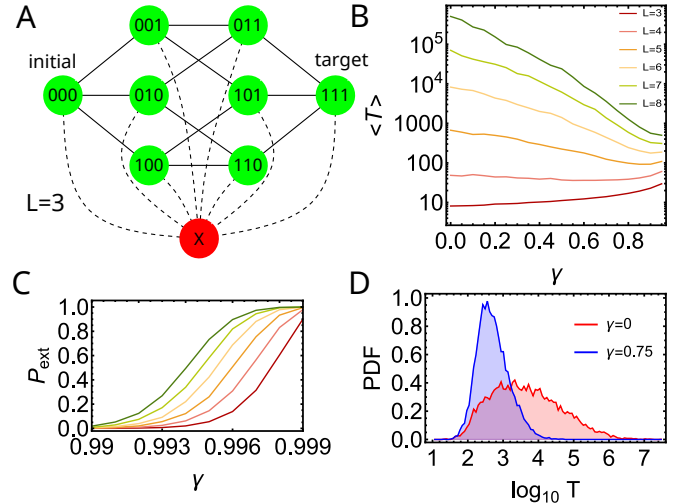 A
001
011
initial
target
000
010
101
111
100
110
L=3
X
B
<T>
10^5
10^4
1000
100
10
0.0 0.2 0.4 0.6 0.8
γ
L=3
L=4
L=5
L=6
L=7
L=8
C
P_ext
1.0
0.8
0.6
0.4
0.2
0.0
0.99 0.993 0.996 0.999
γ
D
PDF
1.0
0.8
0.6
0.4
0.2
0.0
1 2 3 4 5 6 7
log_10 T
γ=0
γ=0.75